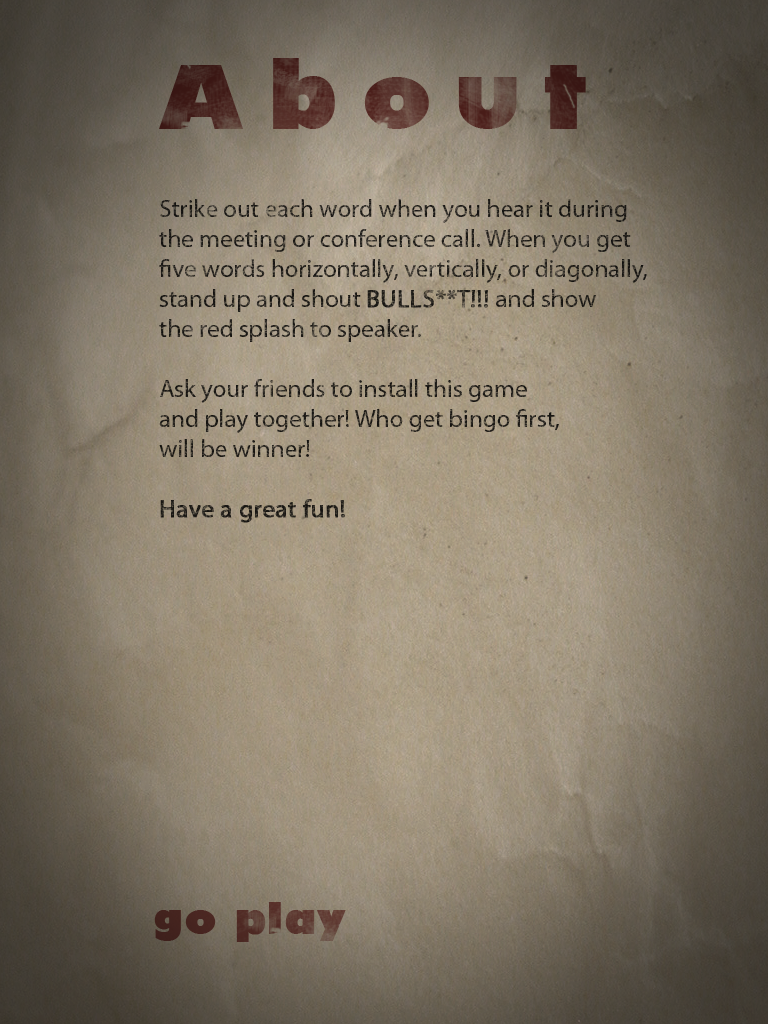 About
Strike out each word when you hear it during
the meeting or conference call. When you get
five words horizontally, vertically, or diagonally,
stand up and shout BULLS**T!!! and show
the red splash to speaker.
Ask your friends to install this game
and play together! Who get bingo first,
will be winner!
Have a great fun!
go play